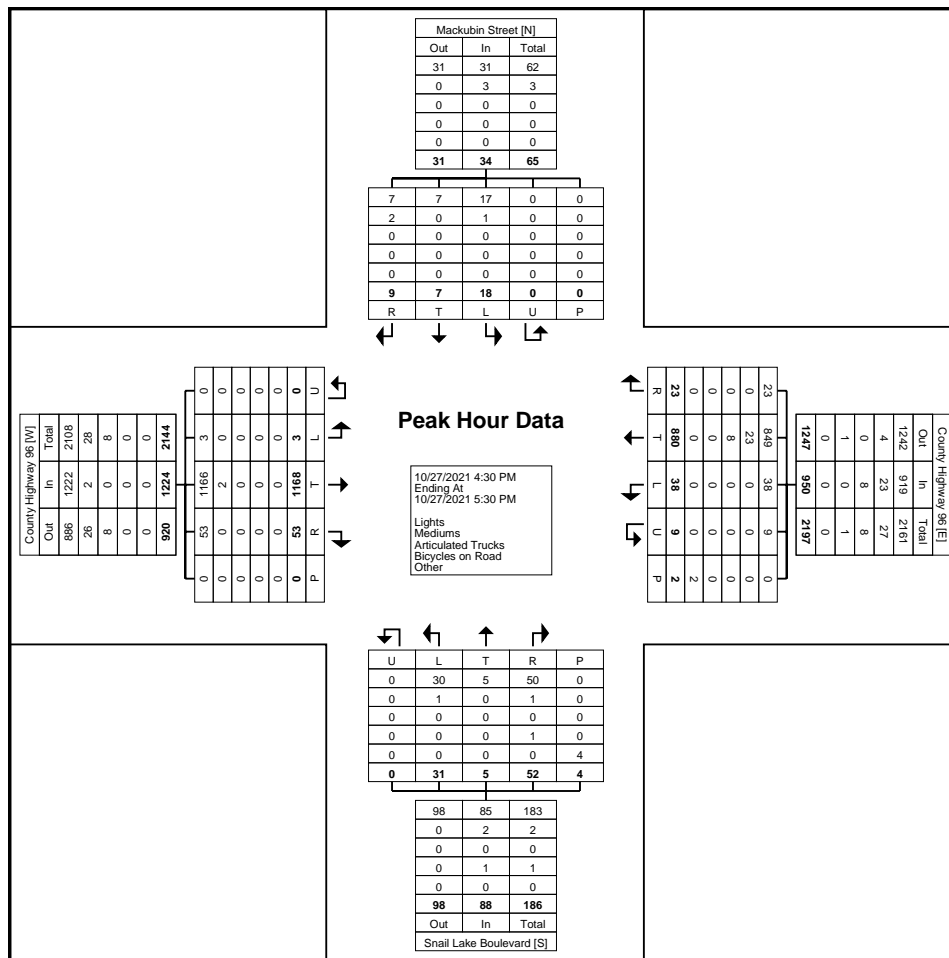 Mackubin Street [N]
Out In Total
31 31 62
0 3 3
0 0 0
0 0 0
0 0 0
31 34 65
7 7 17 0 0
2 0 1 0 0
0 0 0 0 0
0 0 0 0 0
0 0 0 0 0
9 7 18 0 0
R T L U P
County Highway 96 [W]
Total In Out
2108 1222 886
28 2 26
8 0 8
0 0 0
0 0 0
2144 1224 920
0 3 1166 53 0
0 0 2 0 0
0 0 0 0 0
0 0 0 0 0
0 0 0 0 0
0 3 1168 53 0
U L T R P
Peak Hour Data
10/27/2021 4:30 PM
Ending At
10/27/2021 5:30 PM
Lights
Mediums
Articulated Trucks
Bicycles on Road
Other
County Highway 96 [E]
Out In Total
1242 919 2161
4 23 27
0 8 8
1 0 1
0 0 0
1247 950 2197
23 849 38 9 0
0 23 0 0 0
0 8 0 0 0
0 0 0 0 0
0 0 0 0 2
23 880 38 9 2
R T L U P
U L T R P
0 30 5 50 0
0 1 0 1 0
0 0 0 0 0
0 0 0 1 0
0 0 0 0 4
0 31 5 52 4
98 85 183
0 2 2
0 0 0
0 1 1
0 0 0
98 88 186
Out In Total
Snail Lake Boulevard [S]